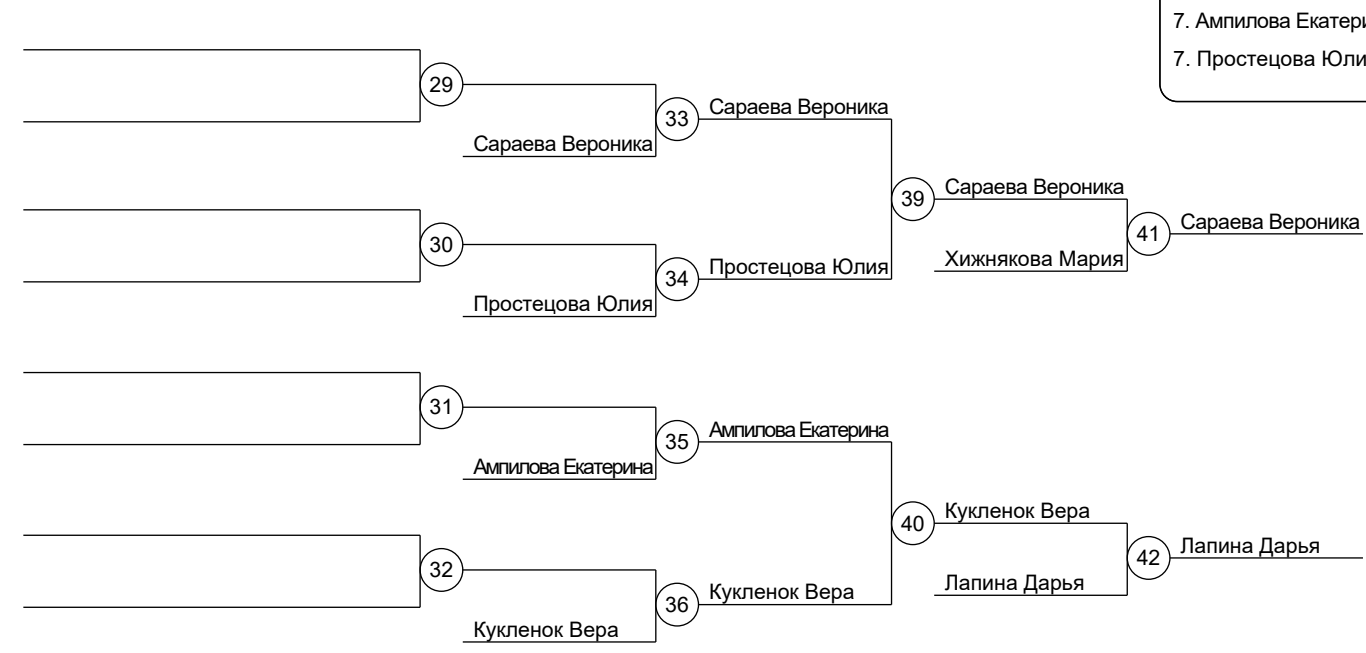 7. Ампилова Екатери
7. Простецова Юли
29
33
Сараева Вероника
Сараева Вероника
39
Сараева Вероника
41
Сараева Вероника
30
Хижнякова Мария
34
Простецова Юлия
Простецова Юлия
31
35
Ампилова Екатерина
Ампилова Екатерина
40
Кукленок Вера
42
Лапина Дарья
32
Лапина Дарья
36
Кукленок Вера
Кукленок Вера